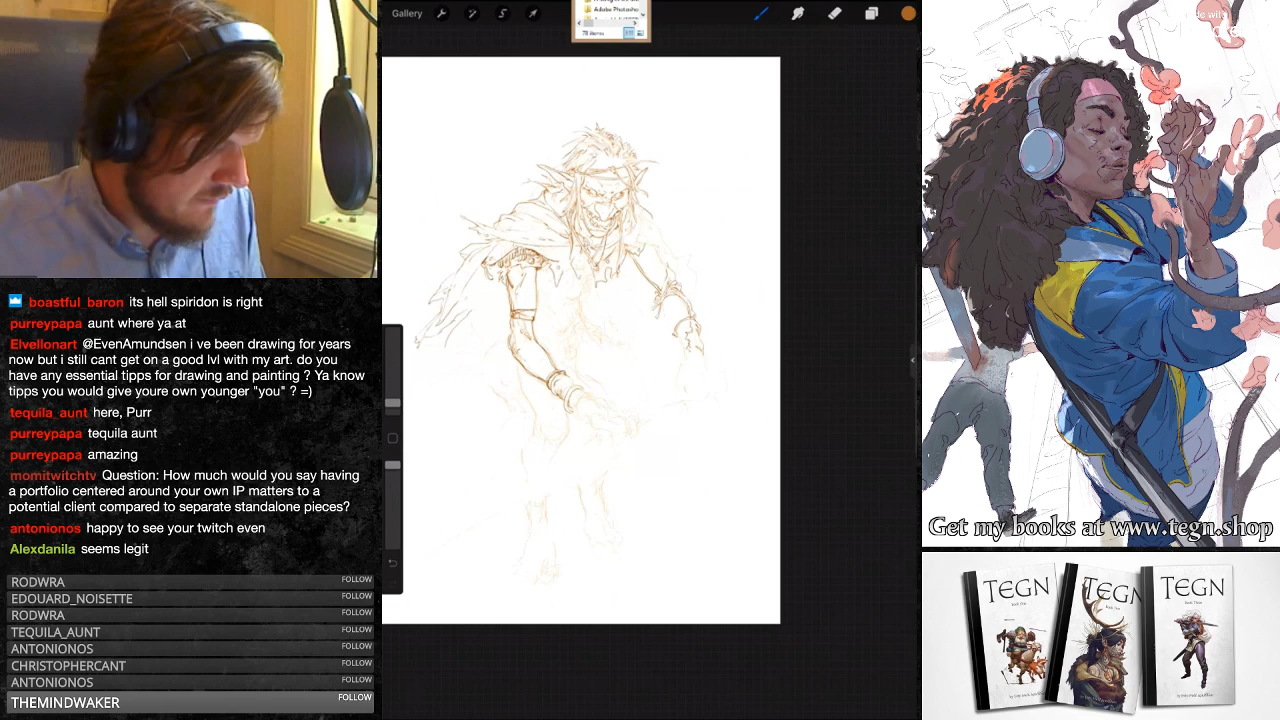 Gallery
Adobe Photosho
78 items
boastful_baron its hell spiridon is right
purreypapa aunt where ya at
Elvellonart @EvenAmundsen i ve been drawing for years
now but i still cant get on a good lvl with my art. do you
have any essential tipps for drawing and painting ? Ya know
tipps you would give youre own younger "you" ? =)
tequila_aunt here, Purr
purreypapa tequila aunt
purreypapa amazing
momitwitchtv Question: How much would you say having
a portfolio centered around your own IP matters to a
potential client compared to separate standalone pieces?
antonionos happy to see your twitch even
Alexdanila seems legit
RODWRA FOLLOW
EDOUARD_NOISETTE FOLLOW
RODWRA FOLLOW
TEQUILA_AUNT FOLLOW
ANTONIONOS FOLLOW
CHRISTOPHERCANT FOLLOW
ANTONIONOS FOLLOW
THEMINDWAKER FOLLOW
Get my books at www.tegn.shop
TEGN
Book One
TEGN
TEGN